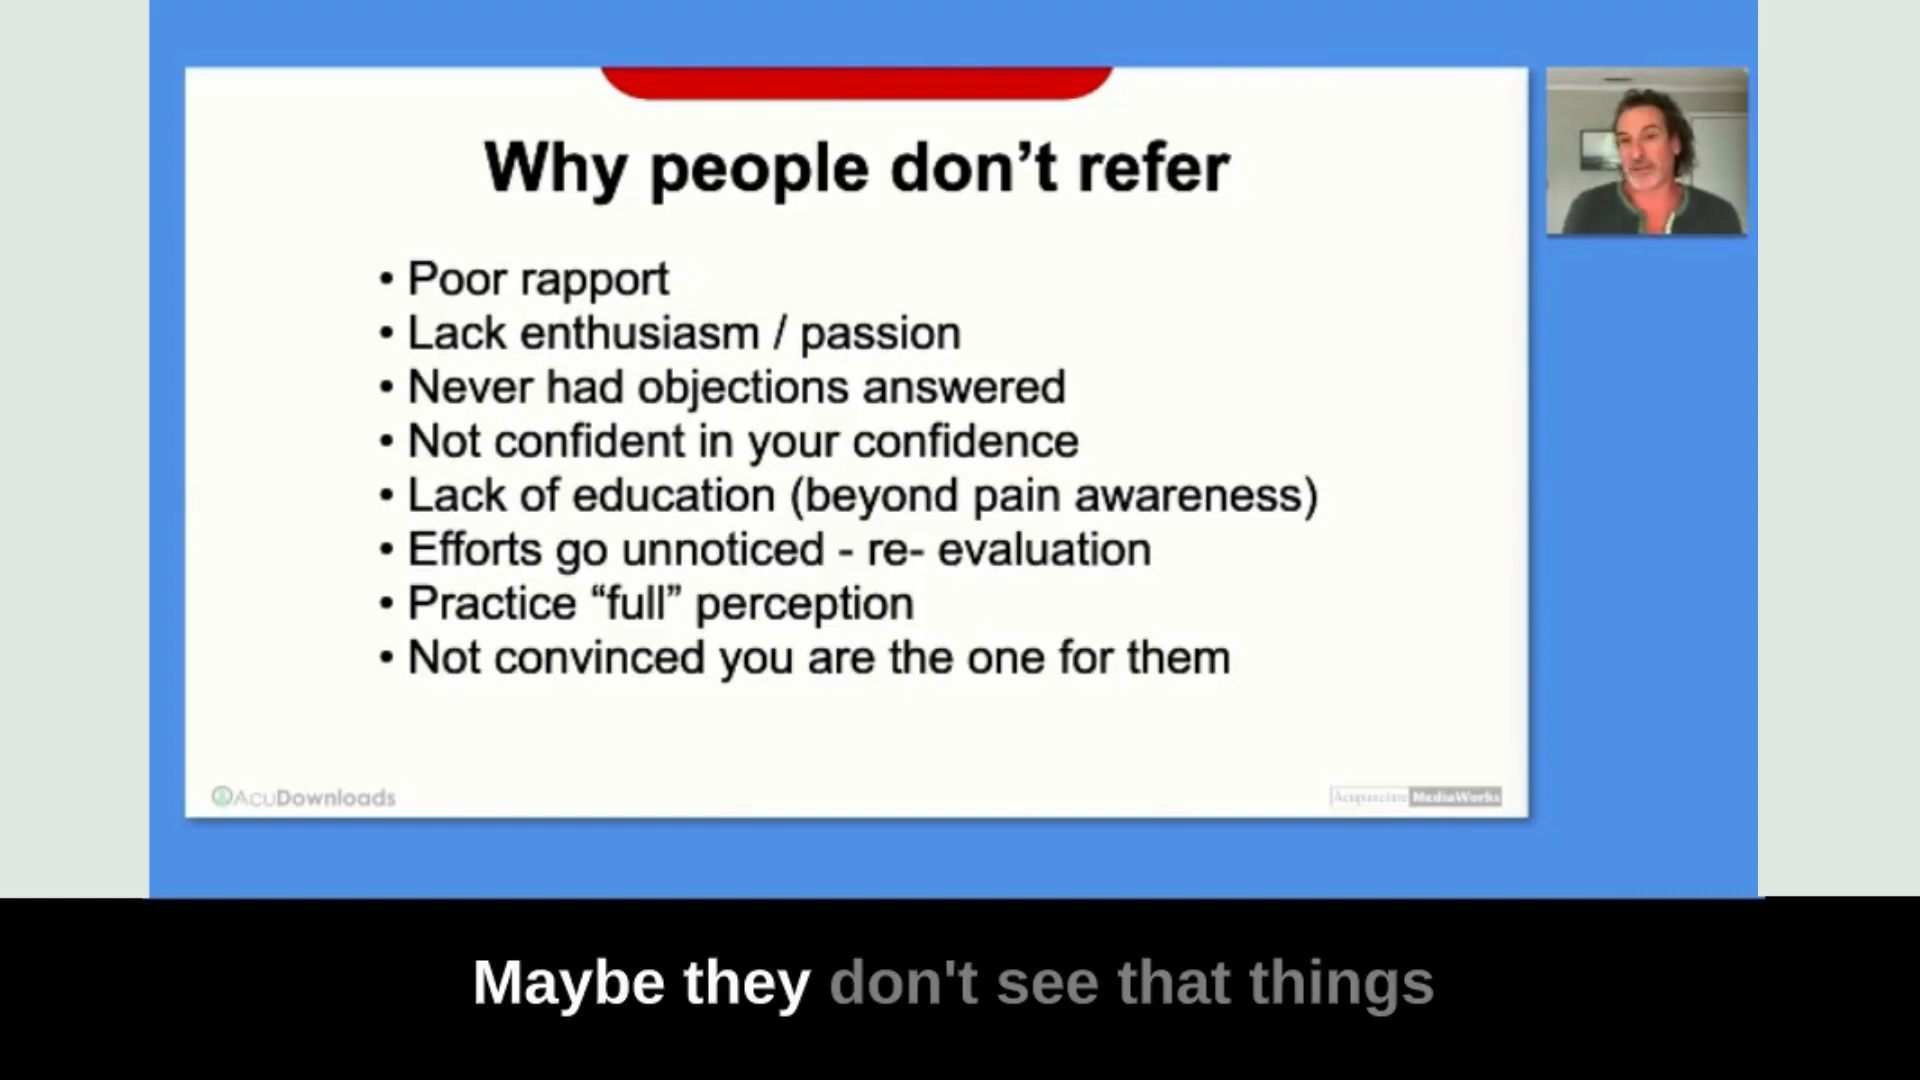 Why people don’t refer
• Poor rapport
• Lack enthusiasm / passion
• Never had objections answered
• Not confident in your confidence
• Lack of education (beyond pain awareness)
• Efforts go unnoticed - re- evaluation
• Practice “full” perception
• Not convinced you are the one for them
AcuDownloads
Acupuncture MediaWorks
Maybe they don't see that things